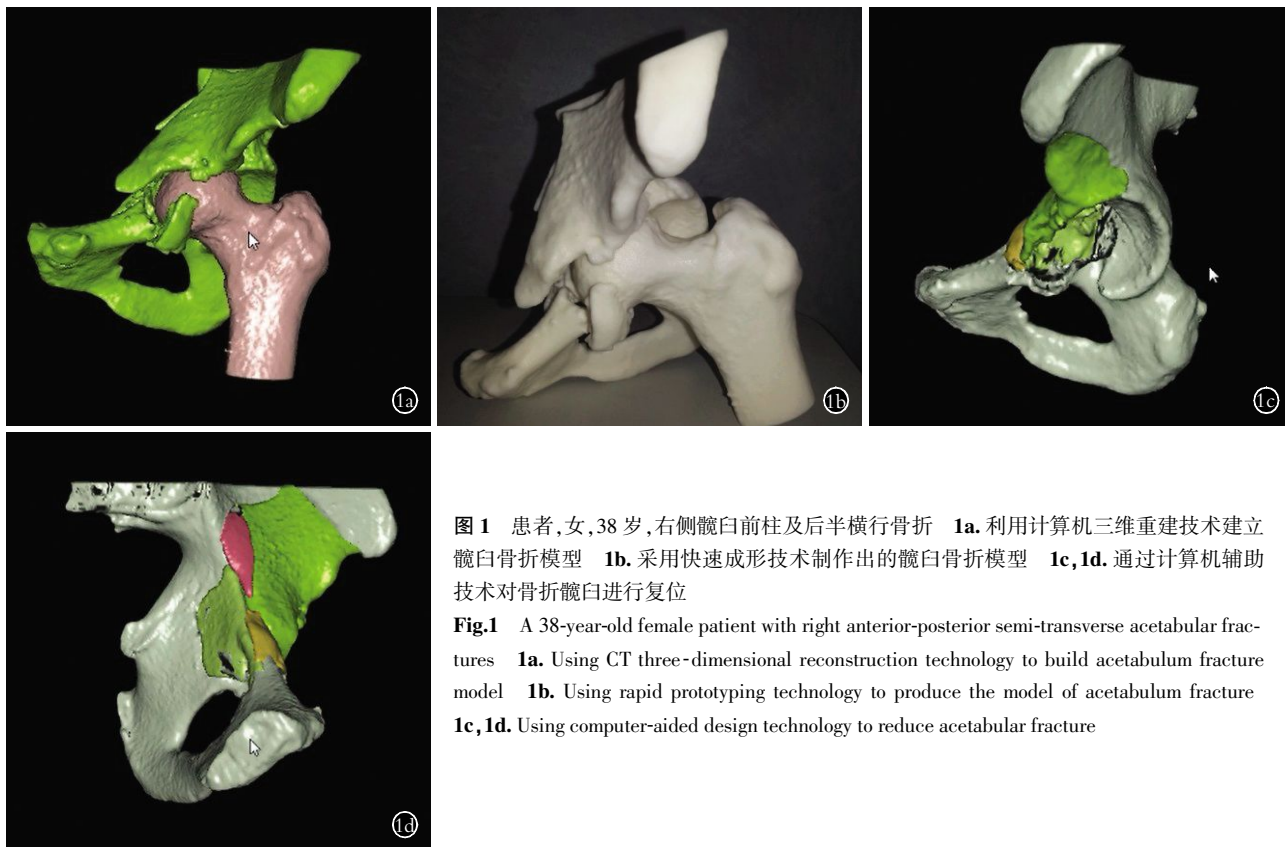 1a
1b
1c
1d
图 1 患者,女,38 岁,右侧髋臼前柱及后半横行骨折 1a. 利用计算机三维重建技术建立
髋臼骨折模型 1b. 采用快速成形技术制作出的髋臼骨折模型 1c,1d. 通过计算机辅助
技术对骨折髋臼进行复位
Fig.1 A 38-year-old female patient with right anterior-posterior semi-transverse acetabular frac-
tures 1a. Using CT three-dimensional reconstruction technology to build acetabulum fracture
model 1b. Using rapid prototyping technology to produce the model of acetabulum fracture
1c,1d. Using computer-aided design technology to reduce acetabular fracture